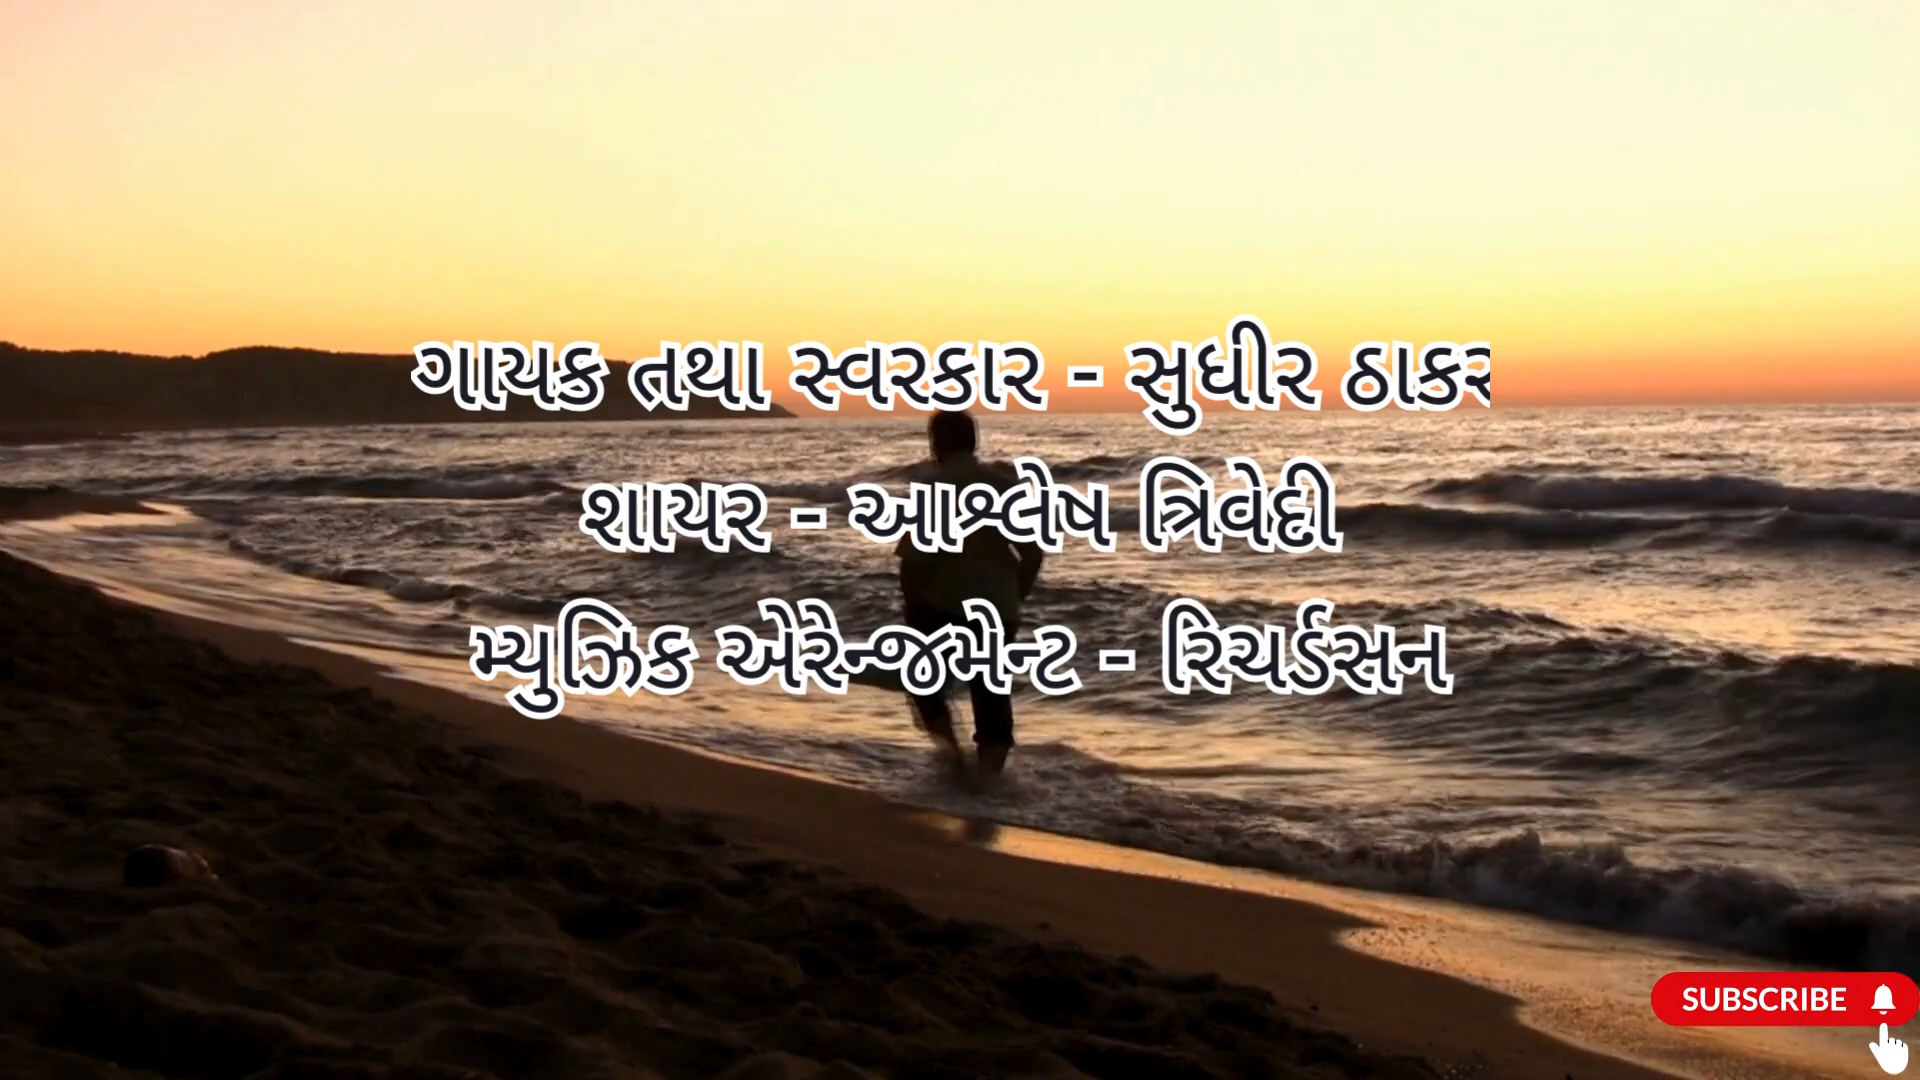 ગાયક તથા સ્વરકાર - સુધીર ઠાકર
શાયર - આશ્લેષ ત્રિવેદી
મ્યુઝિક એરેન્જમેન્ટ - રિચર્ડસન
SUBSCRIBE